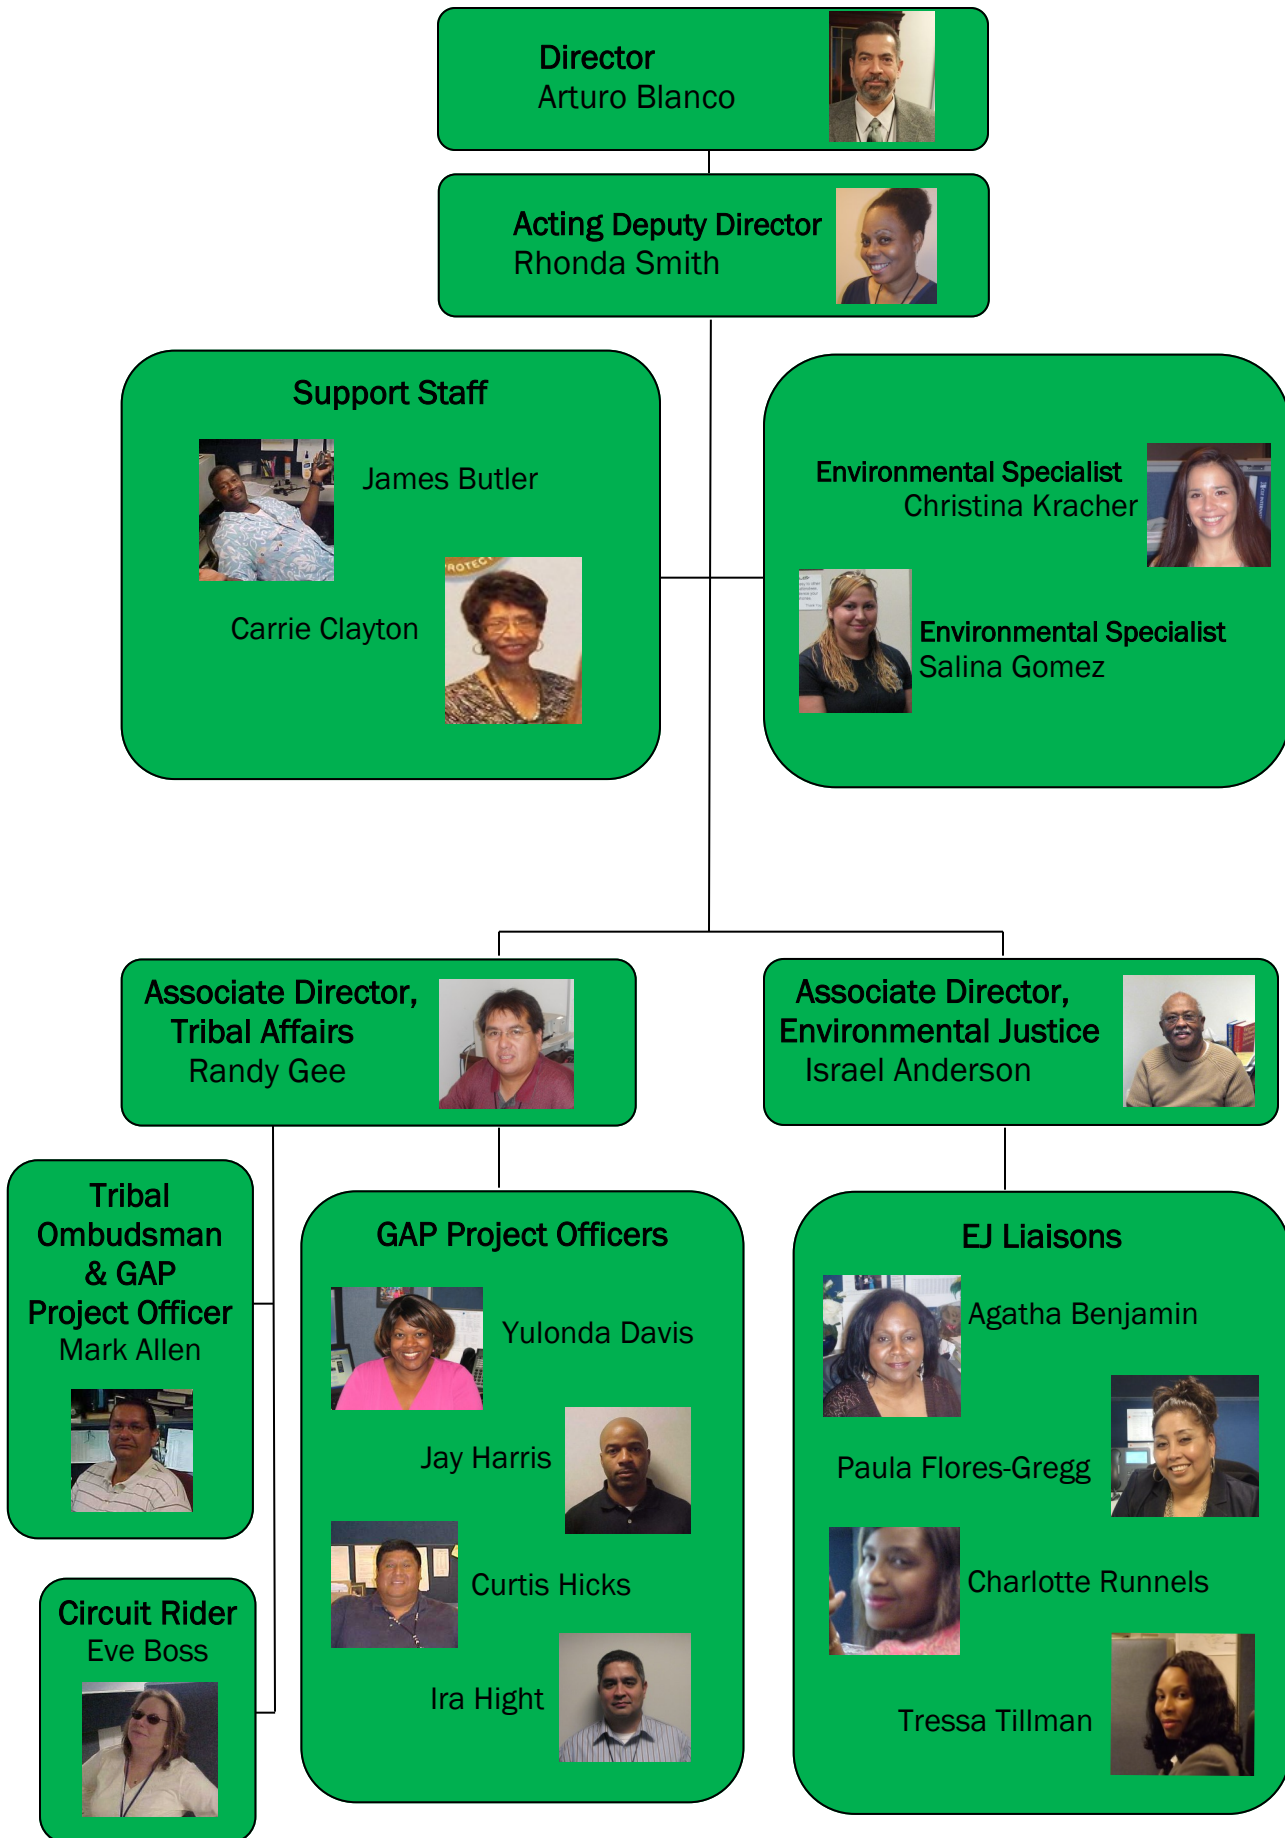 Director
Arturo Blanco
Acting Deputy Director
Rhonda Smith
Support Staff
James Butler
PROTECT
Carrie Clayton
Environmental Specialist
Christina Kracher
Environmental Specialist
Salina Gomez
Associate Director,
Tribal Affairs
Randy Gee
Associate Director,
Environmental Justice
Israel Anderson
Tribal
Ombudsman
& GAP
Project Officer
Mark Allen
Circuit Rider
Eve Boss
GAP Project Officers
Yulonda Davis
Jay Harris
Curtis Hicks
Ira Hight
EJ Liaisons
Agatha Benjamin
Paula Flores-Gregg
Charlotte Runnels
Tressa Tillman